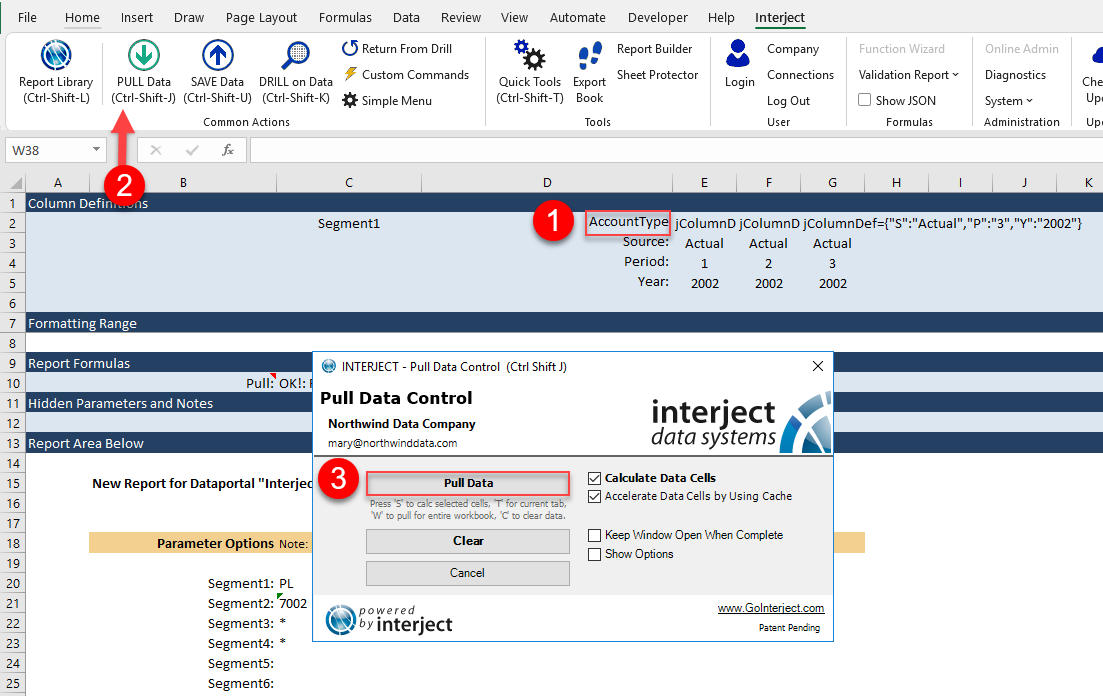 File Home Insert Draw Page Layout Formulas Data Review View Automate Developer Help Interject
Report Library PULL Data SAVE Data DRILL on Data
(Ctrl-Shift-L) (Ctrl-Shift-J) (Ctrl-Shift-U) (Ctrl-Shift-K)
Return From Drill
Custom Commands
Simple Menu
Common Actions
Quick Tools Export
(Ctrl-Shift-T) Book
Report Builder
Sheet Protector
Tools
Login
Company
Connections
Log Out
User
Function Wizard
Validation Report
Show JSON
Formulas
Online Admin
Diagnostics
System
Administration
Che
Upd
W38 fx
2
A B C D E F G H I J K
1 Column Definitions
2 Segment1 1 AccountType jColumnD jColumnD jColumnDef={"S":"Actual","P":"3","Y":"2002"}
3 Source: Actual Actual Actual
4 Period: 1 2 3
5 Year: 2002 2002 2002
6
7 Formatting Range
8
9 Report Formulas
10 Pull: OK!:
11 Hidden Parameters and Notes
12
13 Report Area Below
14
15 New Report for Dataportal "Interjec
16
17
18 Parameter Options Note:
19
20 Segment1: PL
21 Segment2: 7002
22 Segment3: *
23 Segment4: *
24 Segment5:
25 Segment6:
INTERJECT - Pull Data Control (Ctrl Shift J)
Pull Data Control
Northwind Data Company
mary@northwinddata.com
interject
data systems
3
Pull Data
Press 'S' to calc selected cells, 'T' for current tab,
'W' to pull for entire workbook, 'C' to clear data.
Clear
Cancel
Calculate Data Cells
Accelerate Data Cells by Using Cache
Keep Window Open When Complete
Show Options
powered
by interject
www.GoInterject.com
Patent Pending